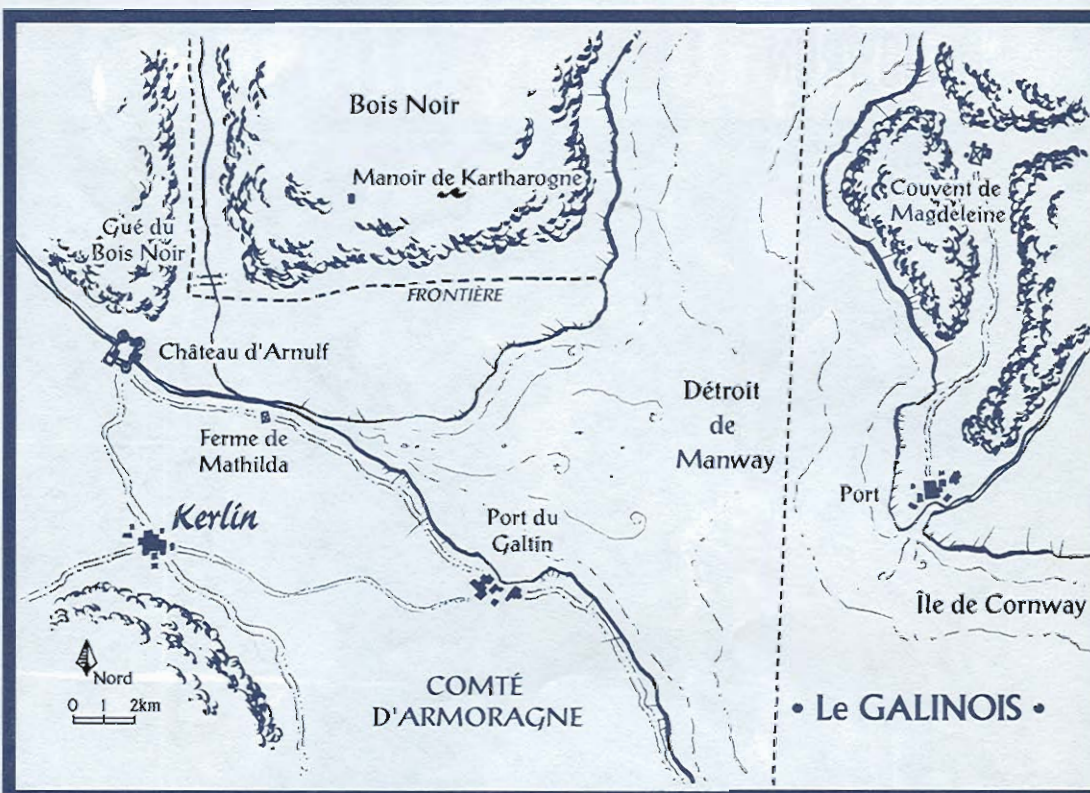 Bois Noir
Manoir de Kartharogne
Gué du
Bois Noir
FRONTIÈRE
Couvent de
Magdeleine
Château d'Arnulf
Ferme de
Mathilda
Détroit
de
Manway
Port
Kerlin
Port du
Galtin
Île de Cornway
Nord
0 1 2km
COMTÉ
D'ARMORAGNE
• Le GALINOIS •